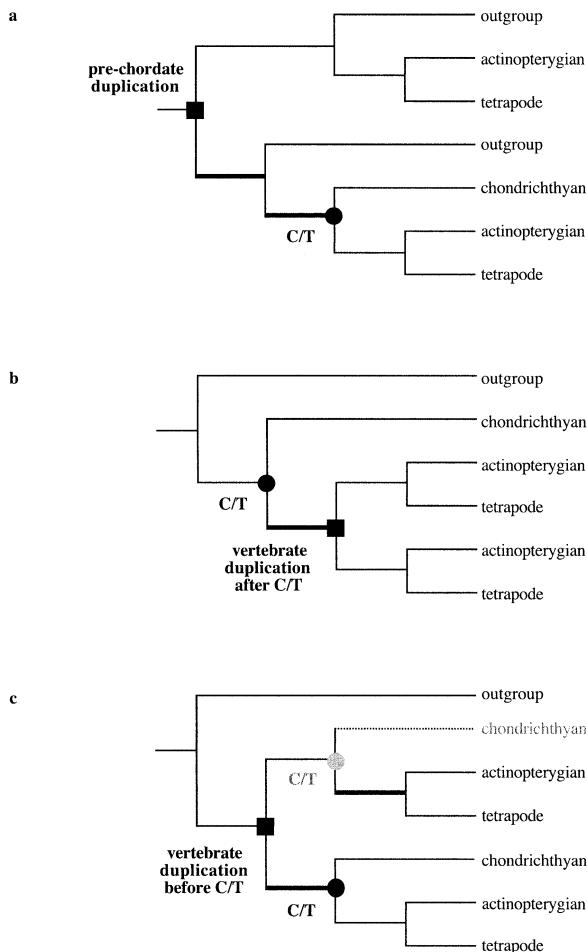 a
outgroup
actinopterygian
pre-chordate
duplication
tetrapode
outgroup
chondrichthyan
C/T
actinopterygian
tetrapode
b
outgroup
chondrichthyan
actinopterygian
C/T
tetrapode
vertebrate
duplication
after C/T
actinopterygian
tetrapode
c
outgroup
chondrichthyan
C/T
actinopterygian
tetrapode
vertebrate
duplication
before C/T
chondrichthyan
C/T
actinopterygian
tetrapode